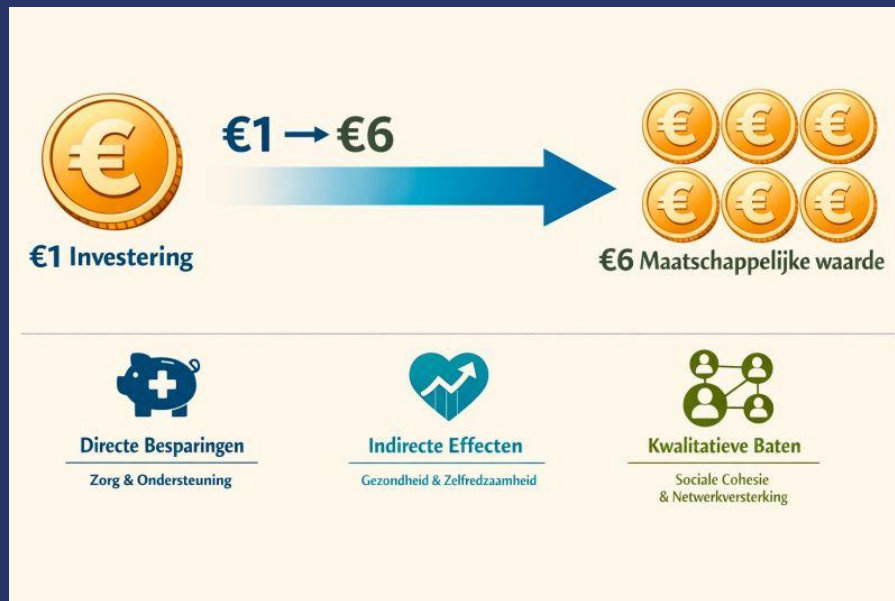 €1 → €6
€1 Investering
€6 Maatschappelijke waarde
Directe Besparingen
Zorg & Ondersteuning
Indirecte Effecten
Gezondheid & Zelfredzaamheid
Kwalitatieve Baten
Sociale Cohesie
& Netwerkversterking